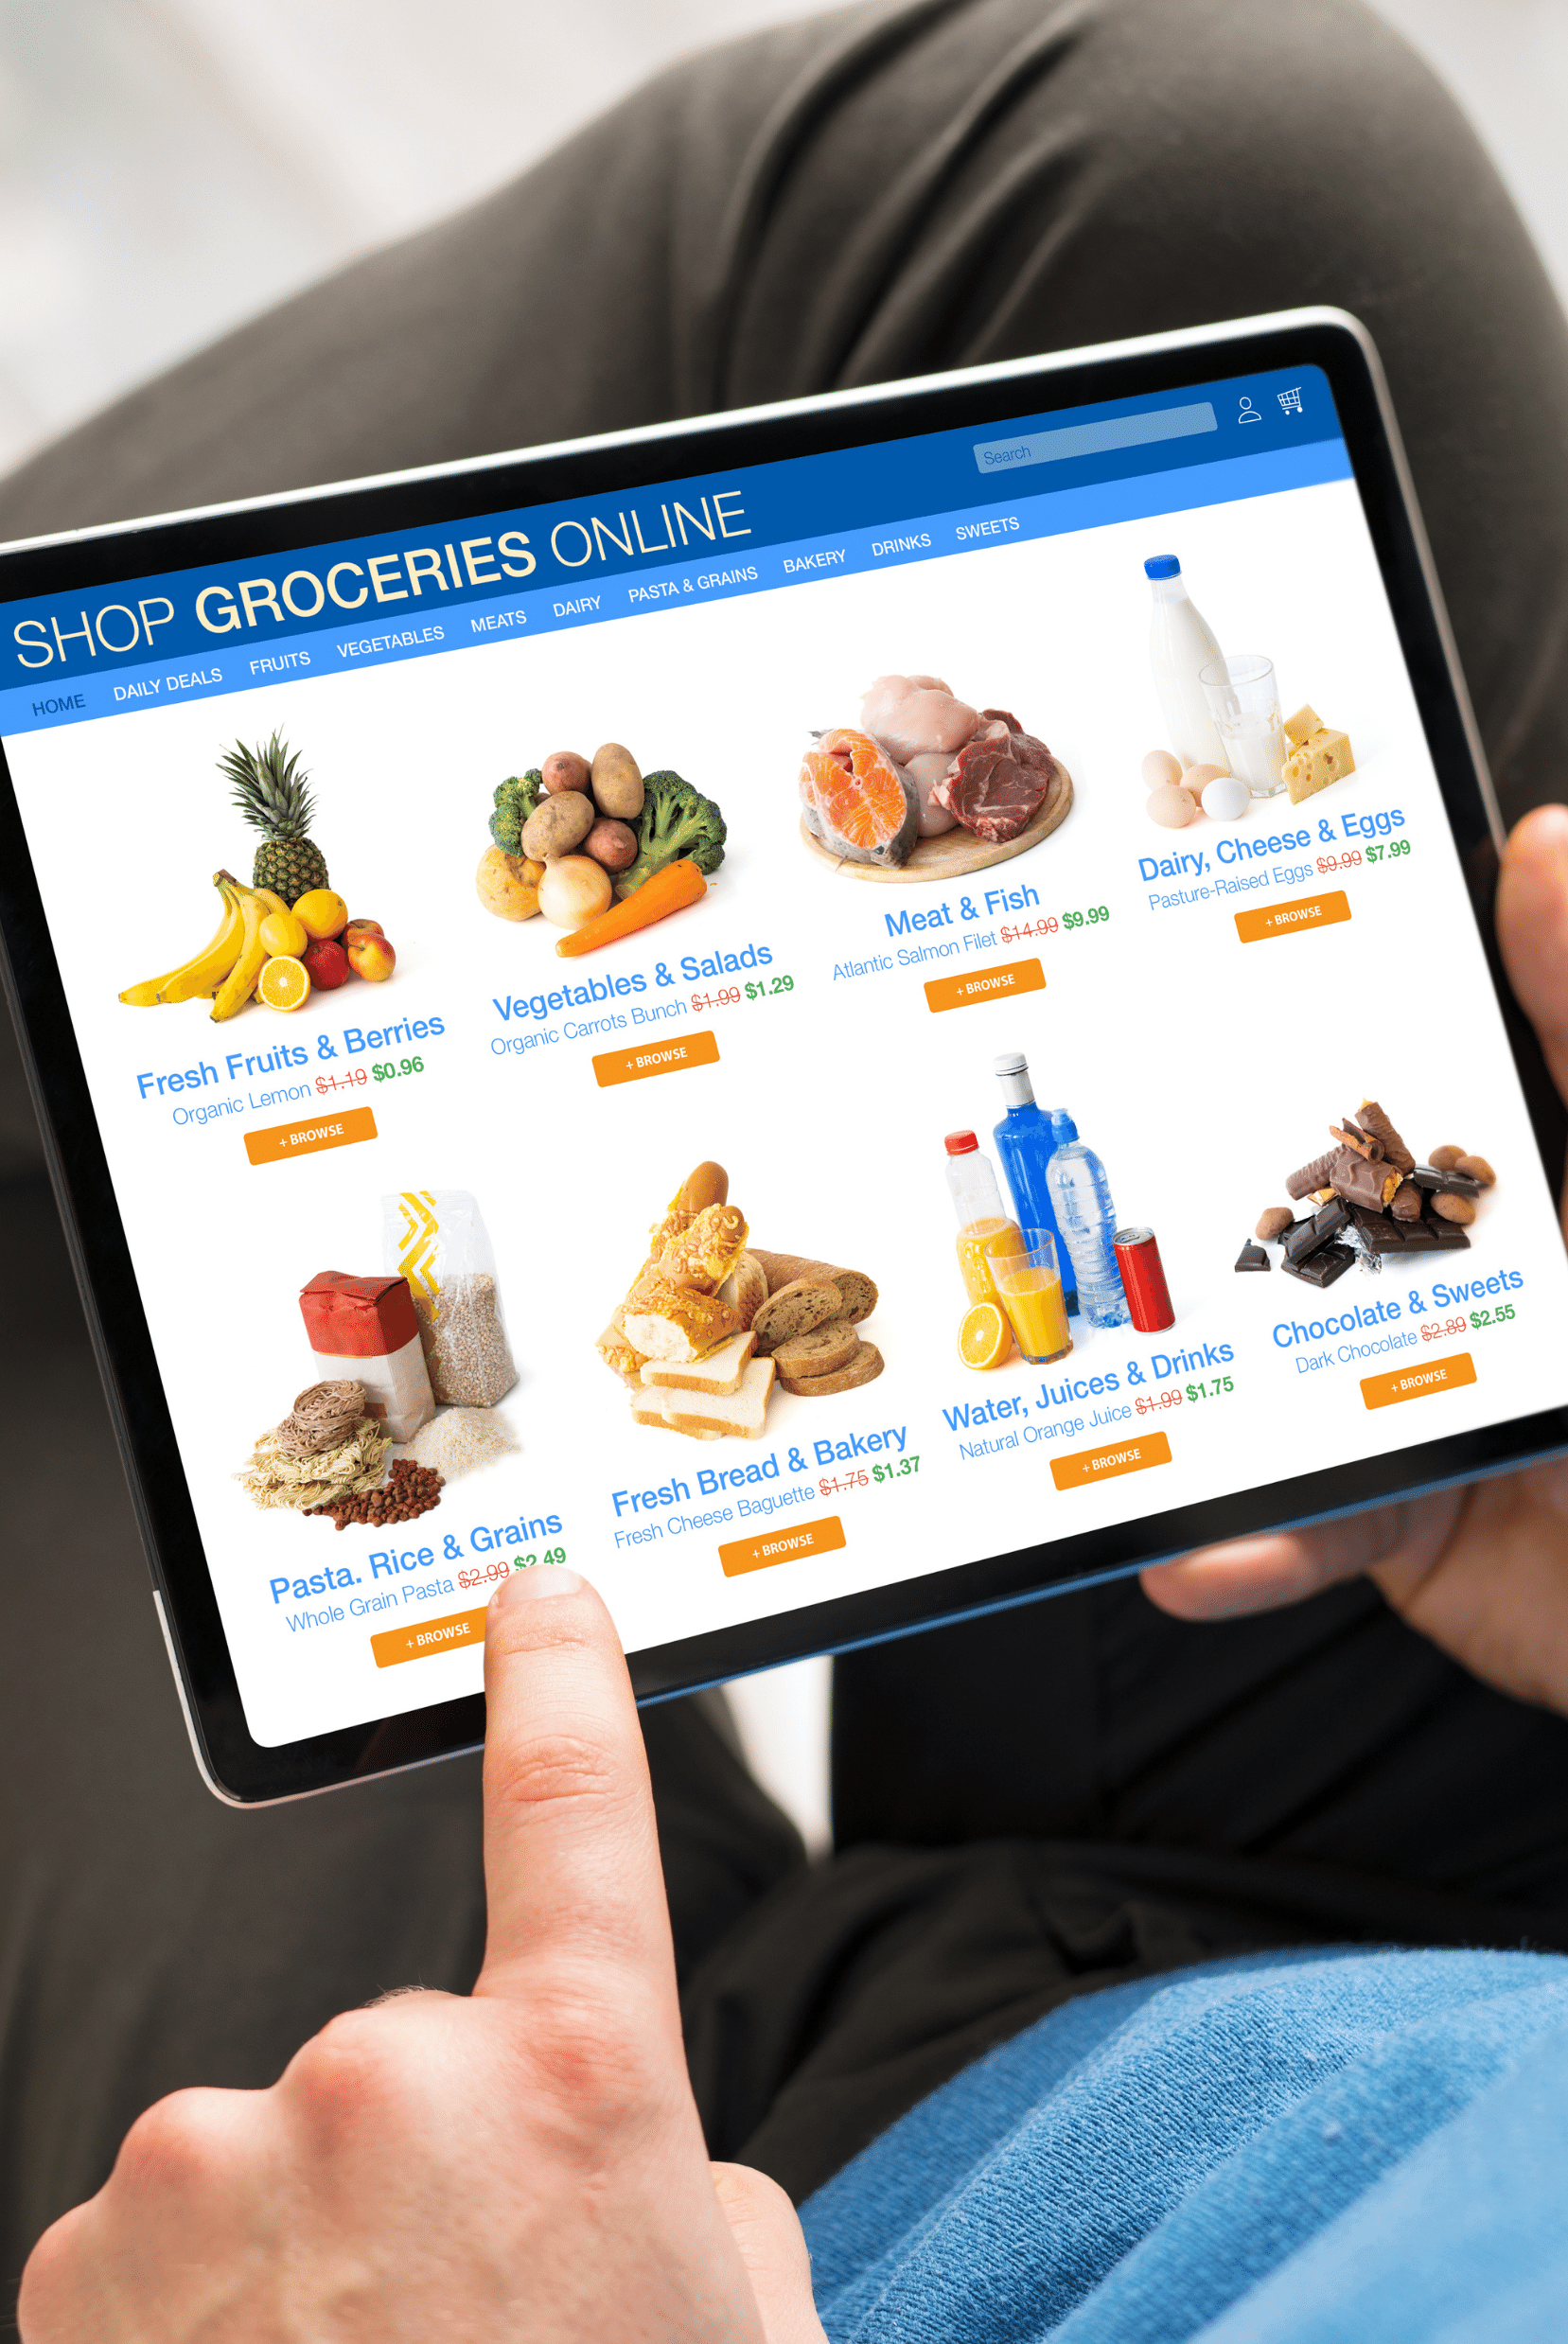 Search
SHOP GROCERIES ONLINE
HOME DAILY DEALS FRUITS VEGETABLES MEATS DAIRY PASTA & GRAINS BAKERY DRINKS SWEETS
Fresh Fruits & Berries
Organic Lemon $1.19 $0.96
+ BROWSE
Vegetables & Salads
Organic Carrots Bunch $1.99 $1.29
+ BROWSE
Meat & Fish
Atlantic Salmon Filet $14.99 $9.99
+ BROWSE
Dairy, Cheese & Eggs
Pasture-Raised Eggs $9.99 $7.99
+ BROWSE
Pasta. Rice & Grains
Whole Grain Pasta $2.99 $2.49
+ BROWSE
Fresh Bread & Bakery
Fresh Cheese Baguette $1.75 $1.37
+ BROWSE
Water, Juices & Drinks
Natural Orange Juice $1.99 $1.75
+ BROWSE
Chocolate & Sweets
Dark Chocolate $2.89 $2.55
+ BROWSE